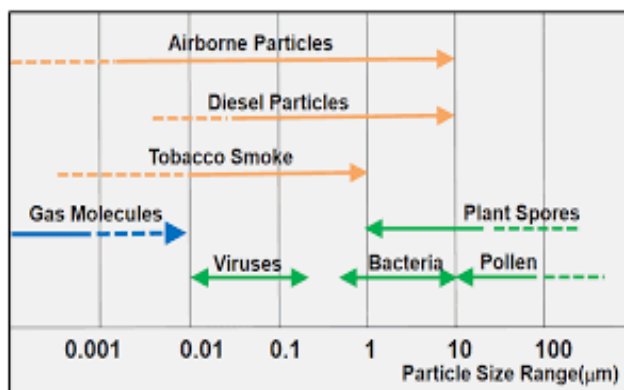 Airborne Particles
Diesel Particles
Tobacco Smoke
Gas Molecules Plant Spores
Viruses Bacteria Pollen
0.001 0.01 0.1 1 10 100
Particle Size Range(μm)